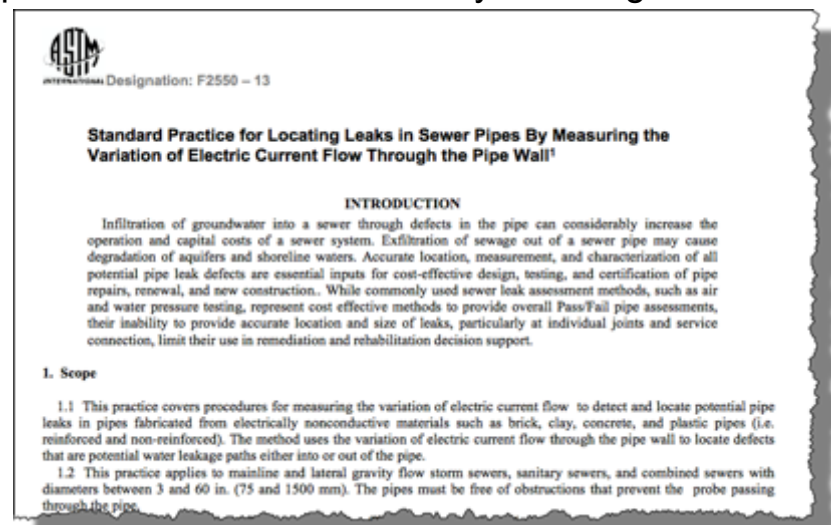 ASTM
INTERNATIONAL
Designation: F2550 – 13
Standard Practice for Locating Leaks in Sewer Pipes By Measuring the
Variation of Electric Current Flow Through the Pipe Wall¹
INTRODUCTION
Infiltration of groundwater into a sewer through defects in the pipe can considerably increase the
operation and capital costs of a sewer system. Exfiltration of sewage out of a sewer pipe may cause
degradation of aquifers and shoreline waters. Accurate location, measurement, and characterization of all
potential pipe leak defects are essential inputs for cost-effective design, testing, and certification of pipe
repairs, renewal, and new construction.. While commonly used sewer leak assessment methods, such as air
and water pressure testing, represent cost effective methods to provide overall Pass/Fail pipe assessments,
their inability to provide accurate location and size of leaks, particularly at individual joints and service
connection, limit their use in remediation and rehabilitation decision support.
1. Scope
1.1 This practice covers procedures for measuring the variation of electric current flow to detect and locate potential pipe
leaks in pipes fabricated from electrically nonconductive materials such as brick, clay, concrete, and plastic pipes (i.e.
reinforced and non-reinforced). The method uses the variation of electric current flow through the pipe wall to locate defects
that are potential water leakage paths either into or out of the pipe.
1.2 This practice applies to mainline and lateral gravity flow storm sewers, sanitary sewers, and combined sewers with
diameters between 3 and 60 in. (75 and 1500 mm). The pipes must be free of obstructions that prevent the probe passing
through the pipe.